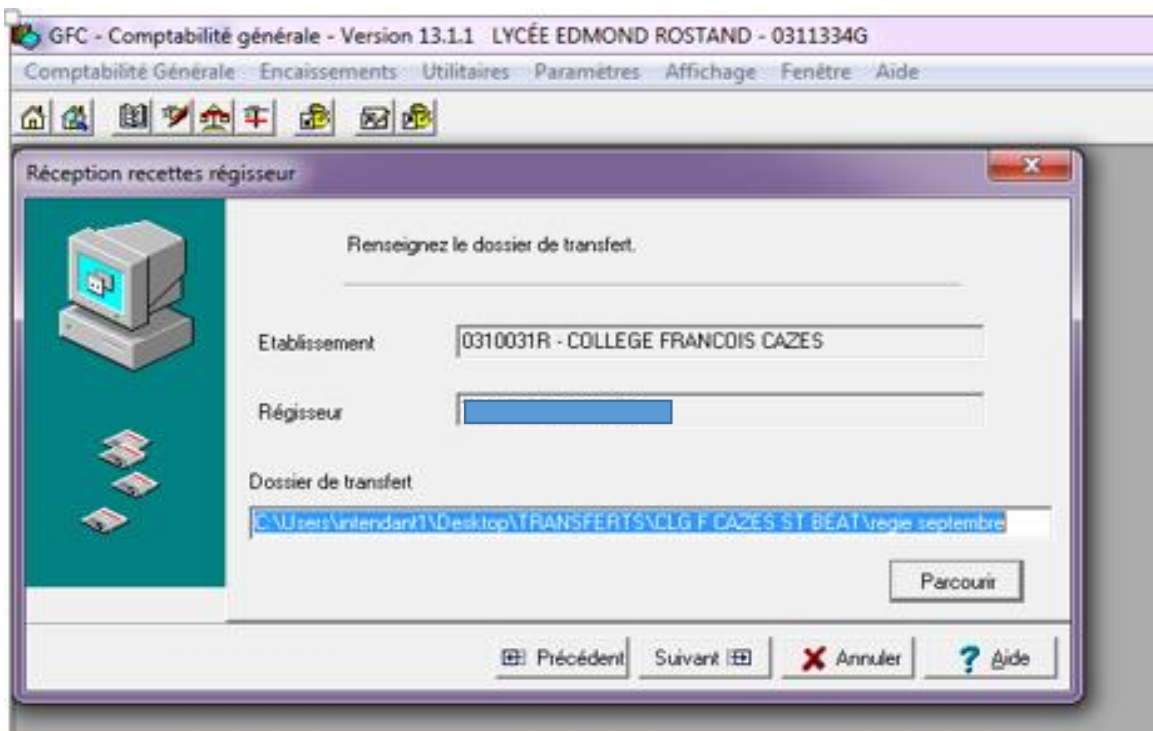 GFC - Comptabilité générale - Version 13.1.1 LYCÉE EDMOND ROSTAND - 0311334G
Comptabilité Générale Encaissements Utilitaires Paramètres Affichage Fenêtre Aide
Réception recettes régisseur
Renseignez le dossier de transfert.
Etablissement 0310031R - COLLEGE FRANCOIS CAZES
Régisseur
Dossier de transfert
C:\Users\intendant1\Desktop\TRANSFERTS\CLG F CAZES ST BEAT\regie septembre
Parcourir
Précédent Suivant Annuler Aide